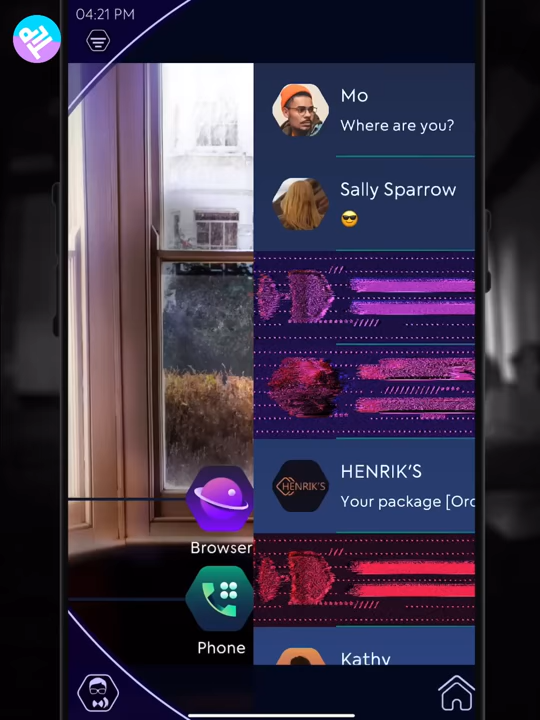 04:21 PM
Mo
Where are you?
Sally Sparrow
HENRIK'S
HENRIK'S
Your package [Ord
Browser
Phone
Kathy